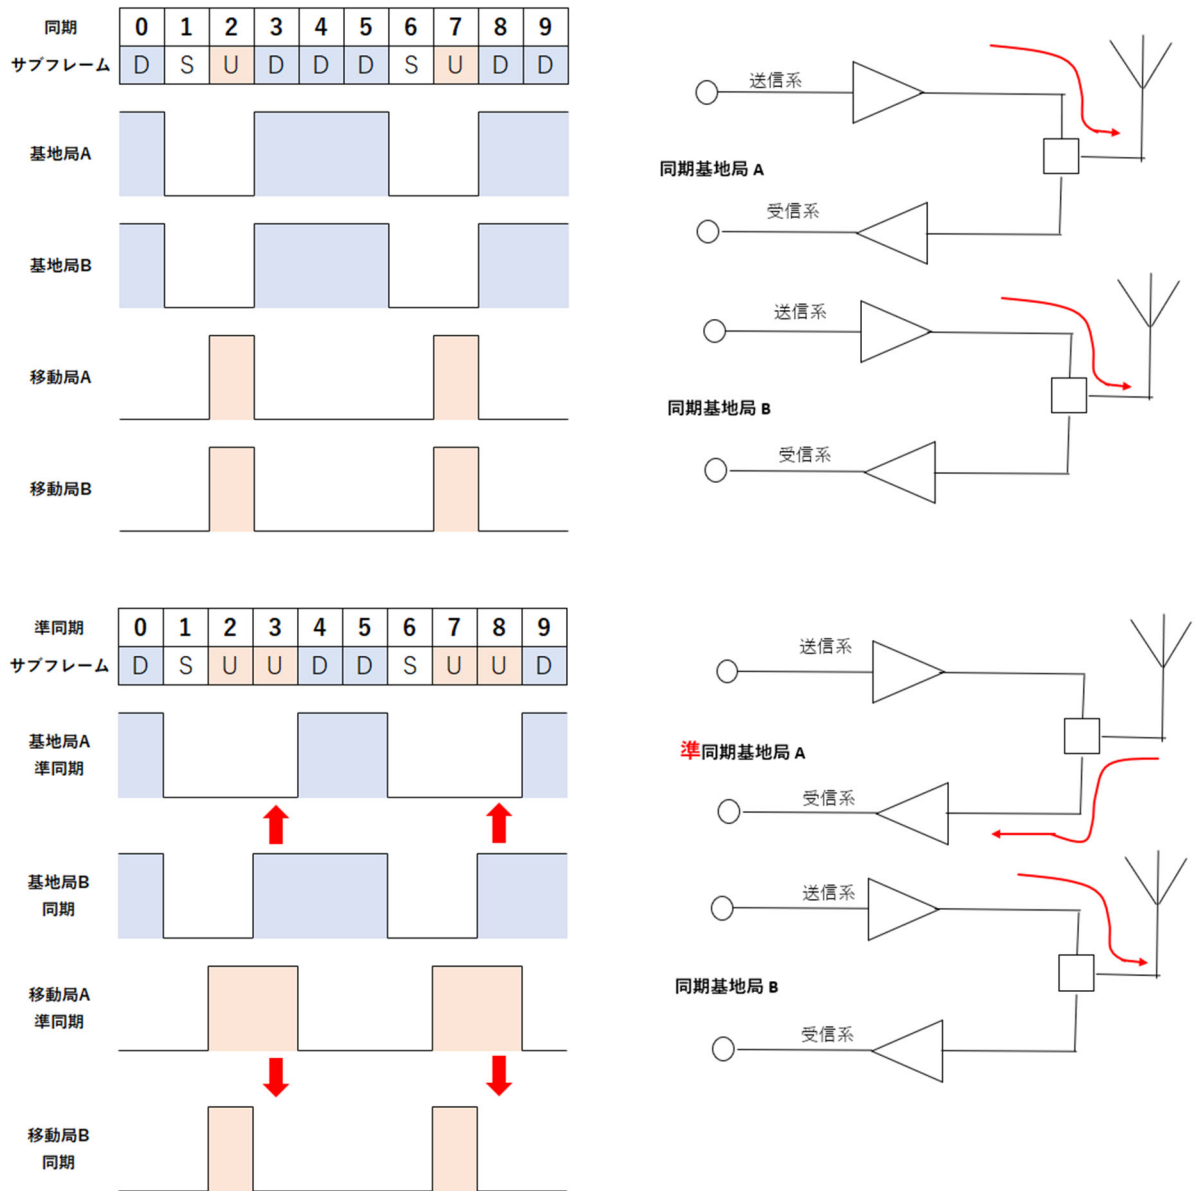 同期 0 1 2 3 4 5 6 7 8 9
サブフレーム D S U D D D S U D D
基地局A
基地局B
移動局A
移動局B
送信系
同期基地局 A
受信系
送信系
同期基地局 B
受信系
準同期 0 1 2 3 4 5 6 7 8 9
サブフレーム D S U U D D S U U D
基地局A
準同期
基地局B
同期
移動局A
準同期
移動局B
同期
送信系
準同期基地局 A
受信系
送信系
同期基地局 B
受信系